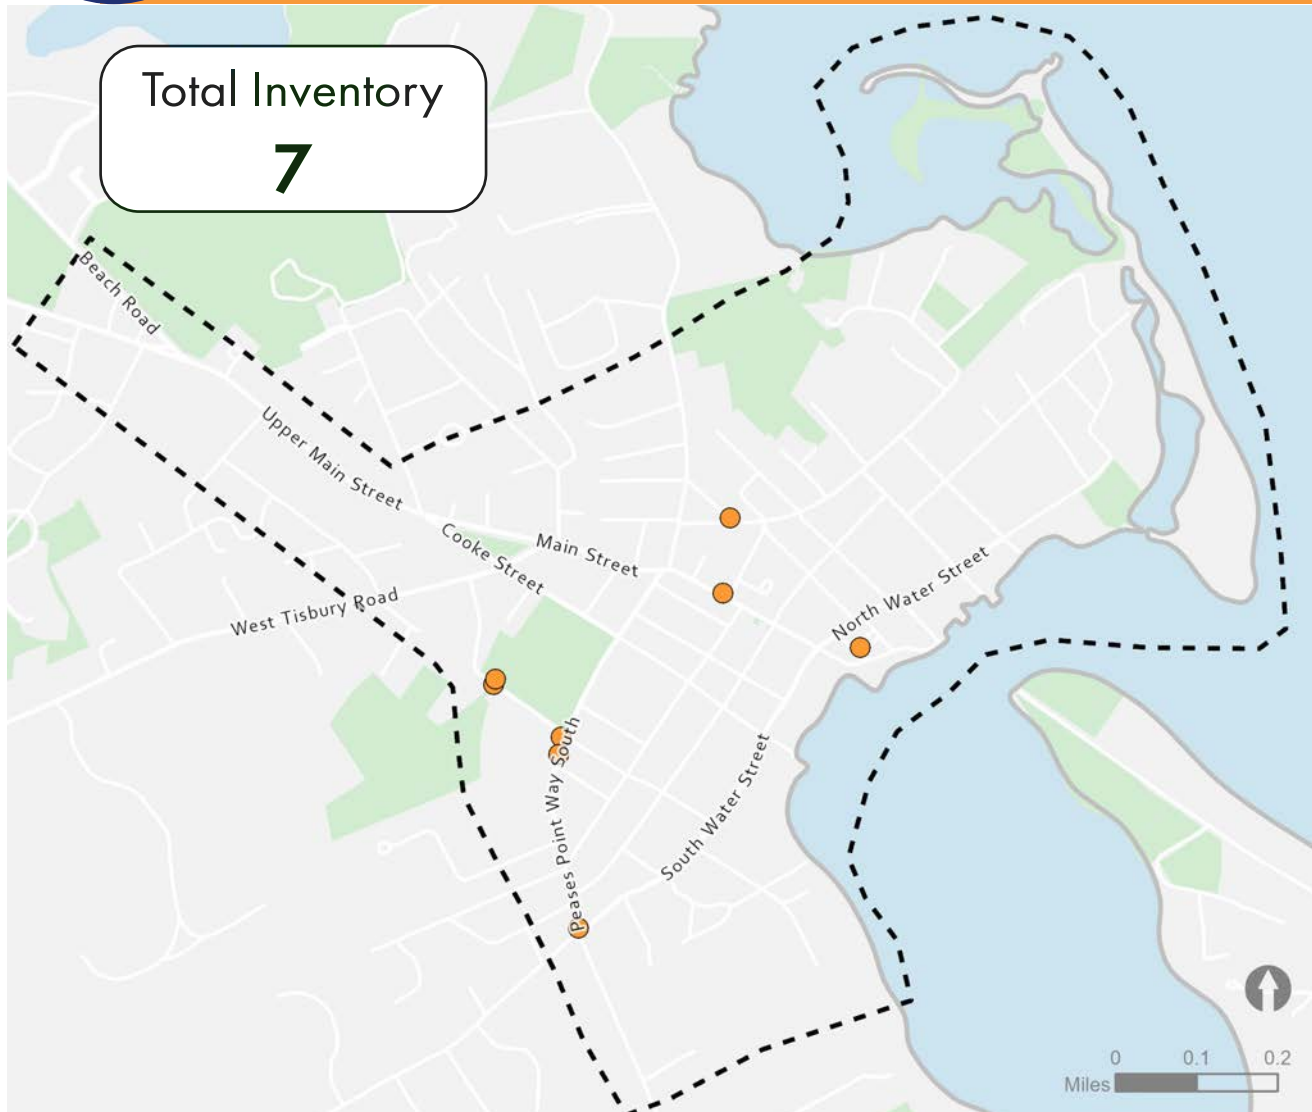 Total Inventory
7
Beach Road
Upper Main Street
Cooke Street
Main Street
West Tisbury Road
North Water Street
Peases Point Way South
South Water Street
0 0.1 0.2
Miles